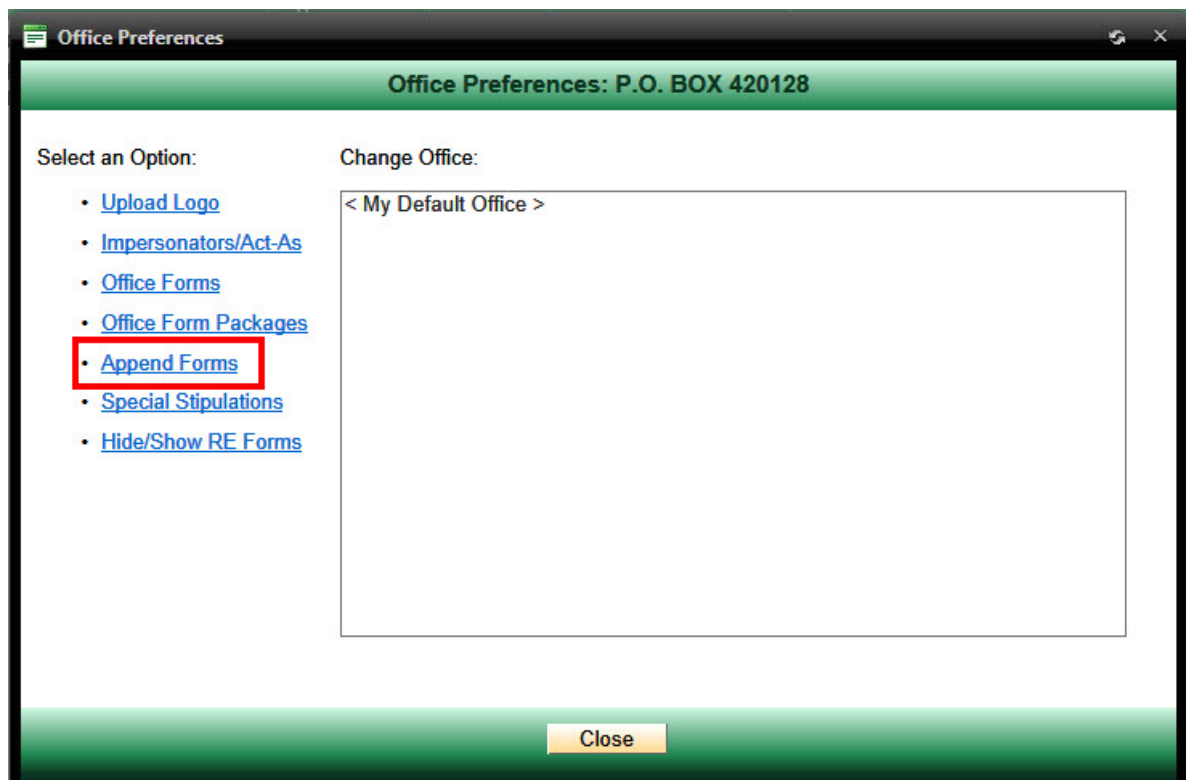 Office Preferences
Office Preferences: P.O. BOX 420128
Select an Option:
Change Office:
• Upload Logo
• Impersonators/Act-As
• Office Forms
• Office Form Packages
• Append Forms
• Special Stipulations
• Hide/Show RE Forms
< My Default Office >
Close